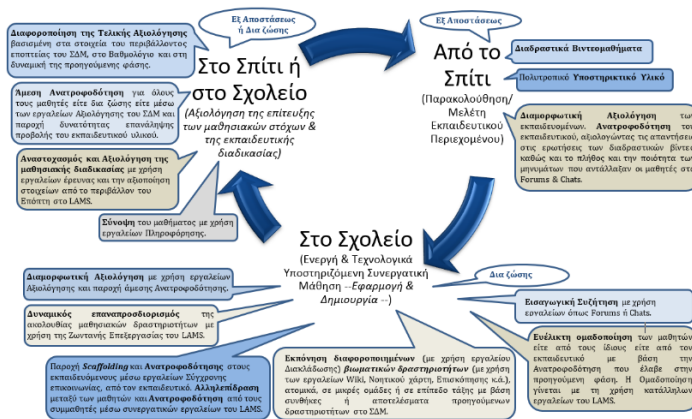 Εξ Αποστάσεως
ή Δια ζώσης
Διαφοροποίηση της Τελικής Αξιολόγησης
βασισμένη στα στοιχεία του περιβάλλοντος
εποπτείας του ΣΔΜ, στο Βαθμολόγιο και στη
δυναμική της προηγούμενης φάσης.
Άμεση Ανατροφοδότηση για όλους
τους μαθητές είτε δια ζώσης είτε μέσω
των εργαλείων Αξιολόγησης του ΣΔΜ και
παροχή δυνατότητας επανάληψης
προβολής του εκπαιδευτικού υλικού.
Αναστοχασμός και Αξιολόγηση της
μαθησιακής διαδικασίας με χρήση
εργαλείων έρευνας και την αξιοποίηση
στοιχείων από το περιβάλλον του
Επόπτη στο LAMS.
Σύνοψη του μαθήματος με χρήση
εργαλείων Πληροφόρησης.
Στο Σπίτι ή
στο Σχολείο
(Αξιολόγηση της επίτευξης
των μαθησιακών στόχων &
της εκπαιδευτικής
διαδικασίας)
Εξ Αποστάσεως
Από το
Σπίτι
(Παρακολούθηση/
Μελέτη
Εκπαιδευτικού
Περιεχομένου)
Διαδραστικά Βιντεομαθήματα
Πολυτροπικό Υποστηρικτικό Υλικό
Διαμορφωτική Αξιολόγηση των
εκπαιδευομένων. Ανατροφοδότηση του
εκπαιδευτικού, αξιολογώντας τις απαντήσεις
στις ερωτήσεις των διαδραστικών βίντεο
καθώς και το πλήθος και την ποιότητα των
μηνυμάτων που αντάλλαξαν οι μαθητές στα
Forums & Chats.
Στο Σχολείο
(Ενεργή & Τεχνολογικά
Υποστηριζόμενη Συνεργατική
Μάθηση --Εφαρμογή &
Δημιουργία --)
Δια ζώσης
Διαμορφωτική Αξιολόγηση με χρήση εργαλείων
Αξιολόγησης και παροχή άμεσης Ανατροφοδότησης.
Δυναμικός επαναπροσδιορισμός της
ακολουθίας μαθησιακών δραστηριοτήτων με
χρήση της Ζωντανής Επεξεργασίας του LAMS.
Παροχή Scaffolding και Ανατροφοδότησης στους
εκπαιδευόμενους μέσω εργαλείων Σύγχρονης
επικοινωνίας, από τον εκπαιδευτικό. Αλληλεπίδραση
μεταξύ των μαθητών και Ανατροφοδότηση από τους
συμμαθητές μέσω συνεργατικών εργαλείων του LAMS.
Εκπόνηση διαφοροποιημένων (με χρήση εργαλείου
Διακλάδωσης) βιωματικών δραστηριοτήτων (με χρήση
των εργαλείων Wiki, Νοητικού χάρτη, Επισκόπησης κ.ά.),
ατομικά, σε μικρές ομάδες ή σε επίπεδο τάξης με βάση
συνθήκες ή αποτελέσματα προηγούμενων
δραστηριοτήτων στο ΣΔΜ.
Εισαγωγική Συζήτηση με χρήση
εργαλείων όπως Forums ή Chats.
Ευέλικτη ομαδοποίηση των μαθητών
είτε από τους ίδιους είτε από τον
εκπαιδευτικό με βάση την
Ανατροφοδότηση που έλαβε στην
προηγούμενη φάση. Η Ομαδοποίηση
γίνεται με τη χρήση κατάλληλων
εργαλείων του LAMS.